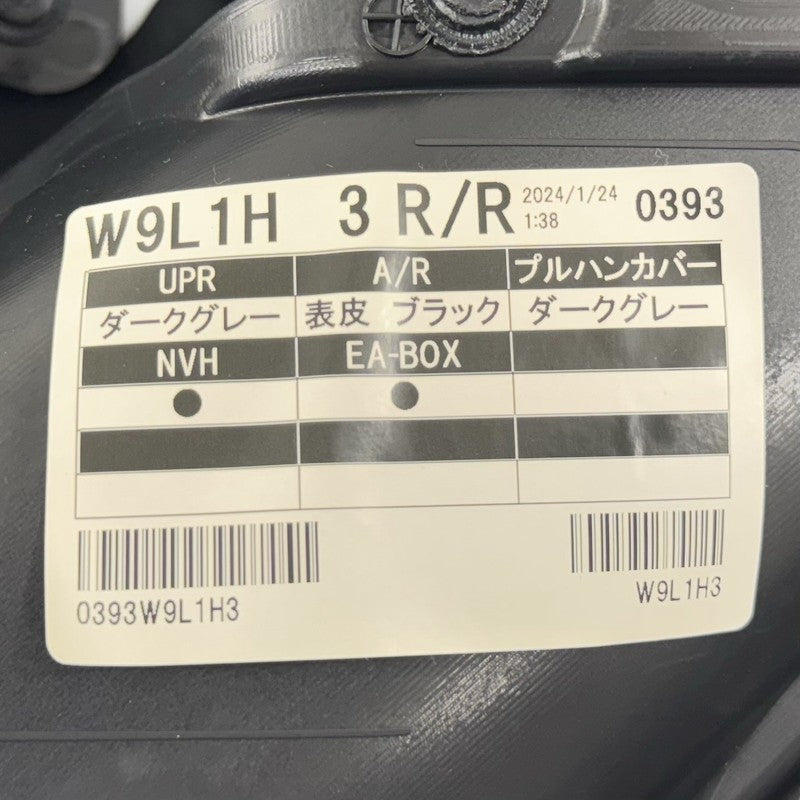 W9L1H 3 R/R 2024/1/24 1:38 0393
UPR A/R プルハンカバー
ダークグレー 表皮 ブラック ダークグレー
NVH EA-BOX
● ●
0393W9L1H3 W9L1H3